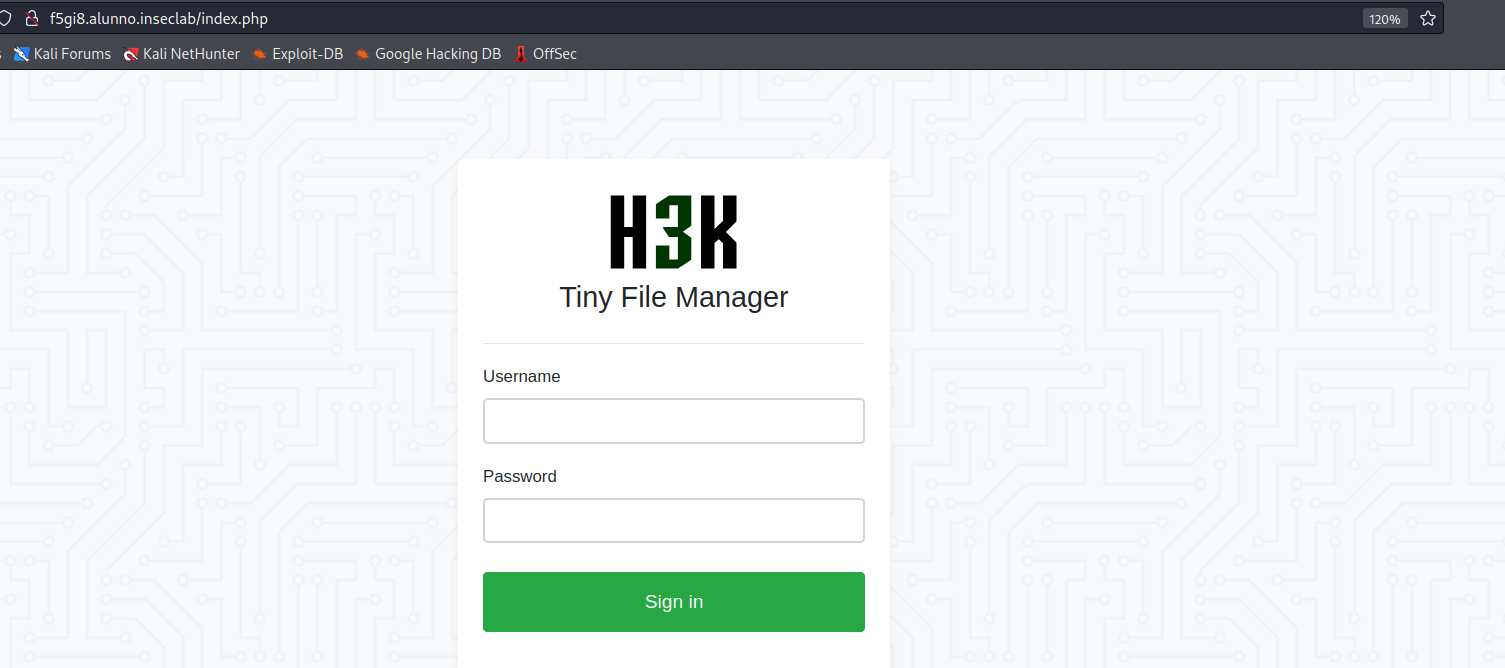 f5gi8.alunno.inseclab/index.php 120%
Kali Forums Kali NetHunter Exploit-DB Google Hacking DB OffSec
H3K
Tiny File Manager
Username
Password
Sign in